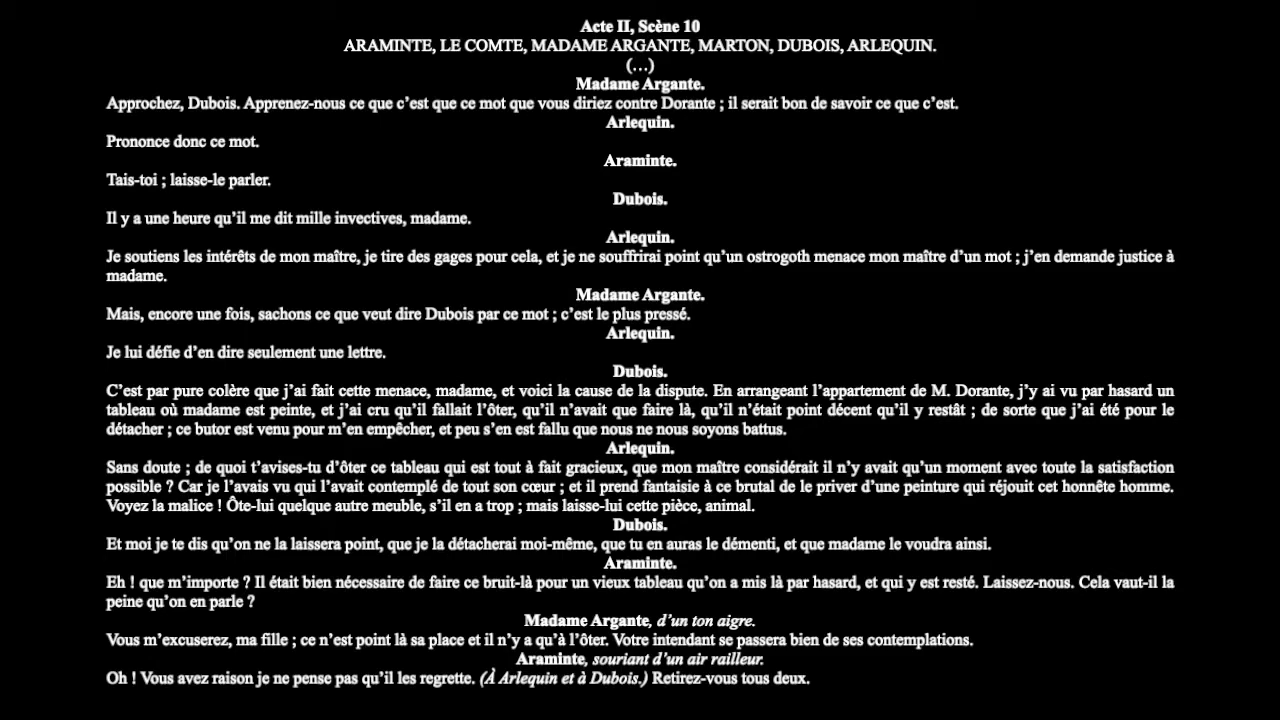 Acte II, Scène 10
ARAMINTE, LE COMTE, MADAME ARGANTE, MARTON, DUBOIS, ARLEQUIN.
(…)
Madame Argante.
Approchez, Dubois. Apprenez-nous ce que c’est que ce mot que vous diriez contre Dorante ; il serait bon de savoir ce que c’est.
Arlequin.
Prononce donc ce mot.
Araminte.
Tais-toi ; laisse-le parler.
Dubois.
Il y a une heure qu’il me dit mille invectives, madame.
Arlequin.
Je soutiens les intérêts de mon maître, je tire des gages pour cela, et je ne souffrirai point qu’un ostrogoth menace mon maître d’un mot ; j’en demande justice à
madame.
Madame Argante.
Mais, encore une fois, sachons ce que veut dire Dubois par ce mot ; c’est le plus pressé.
Arlequin.
Je lui défie d’en dire seulement une lettre.
Dubois.
C’est par pure colère que j’ai fait cette menace, madame, et voici la cause de la dispute. En arrangeant l’appartement de M. Dorante, j’y ai vu par hasard un
tableau où madame est peinte, et j’ai cru qu’il fallait l’ôter, qu’il n’avait que faire là, qu’il n’était point décent qu’il y restât ; de sorte que j’ai été pour le
détacher ; ce butor est venu pour m’en empêcher, et peu s’en est fallu que nous ne nous soyons battus.
Arlequin.
Sans doute ; de quoi t’avises-tu d’ôter ce tableau qui est tout à fait gracieux, que mon maître considérait il n’y avait qu’un moment avec toute la satisfaction
possible ? Car je l’avais vu qui l’avait contemplé de tout son cœur ; et il prend fantaisie à ce brutal de le priver d’une peinture qui réjouit cet honnête homme.
Voyez la malice ! Ôte-lui quelque autre meuble, s’il en a trop ; mais laisse-lui cette pièce, animal.
Dubois.
Et moi je te dis qu’on ne la laissera point, que je la détacherai moi-même, que tu en auras le démenti, et que madame le voudra ainsi.
Araminte.
Eh ! que m’importe ? Il était bien nécessaire de faire ce bruit-là pour un vieux tableau qu’on a mis là par hasard, et qui y est resté. Laissez-nous. Cela vaut-il la
peine qu’on en parle ?
Madame Argante, d’un ton aigre.
Vous m’excuserez, ma fille ; ce n’est point là sa place et il n’y a qu’à l’ôter. Votre intendant se passera bien de ses contemplations.
Araminte, souriant d’un air railleur.
Oh ! Vous avez raison je ne pense pas qu’il les regrette. (À Arlequin et à Dubois.) Retirez-vous tous deux.